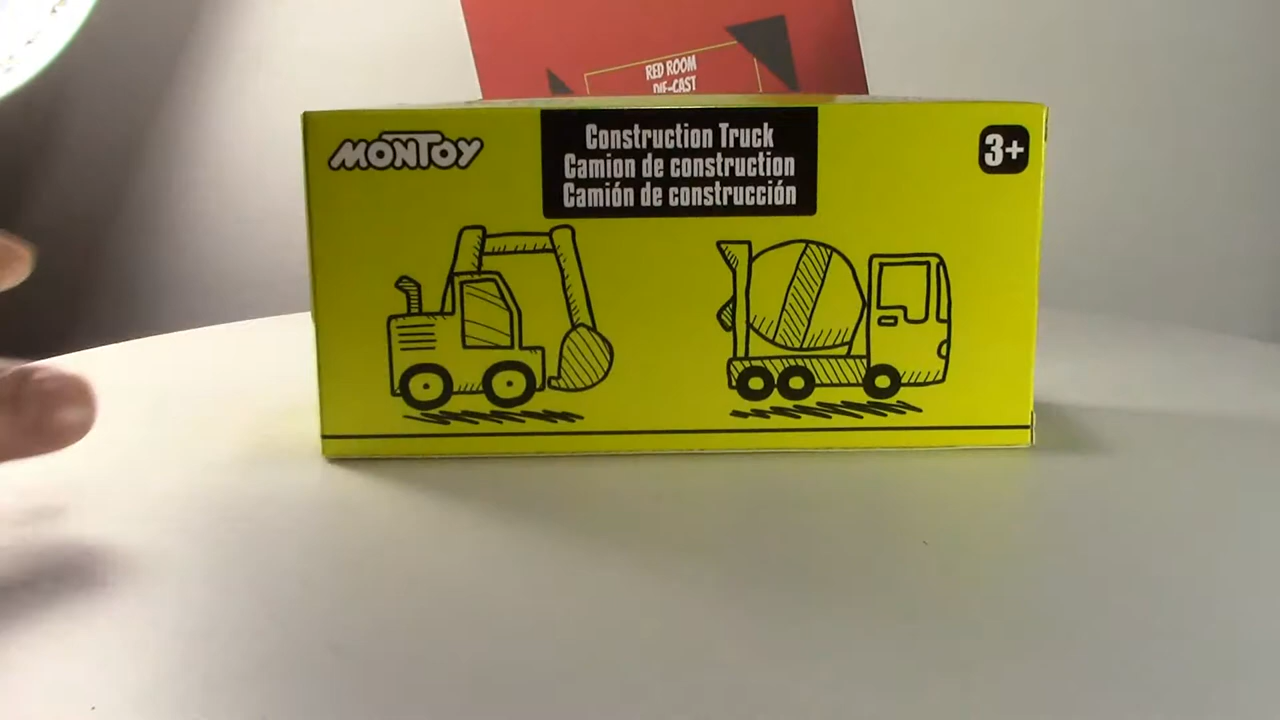 RED ROOM
DIE-CAST
MONTOY
Construction Truck
Camion de construction
Camión de construcción
3+